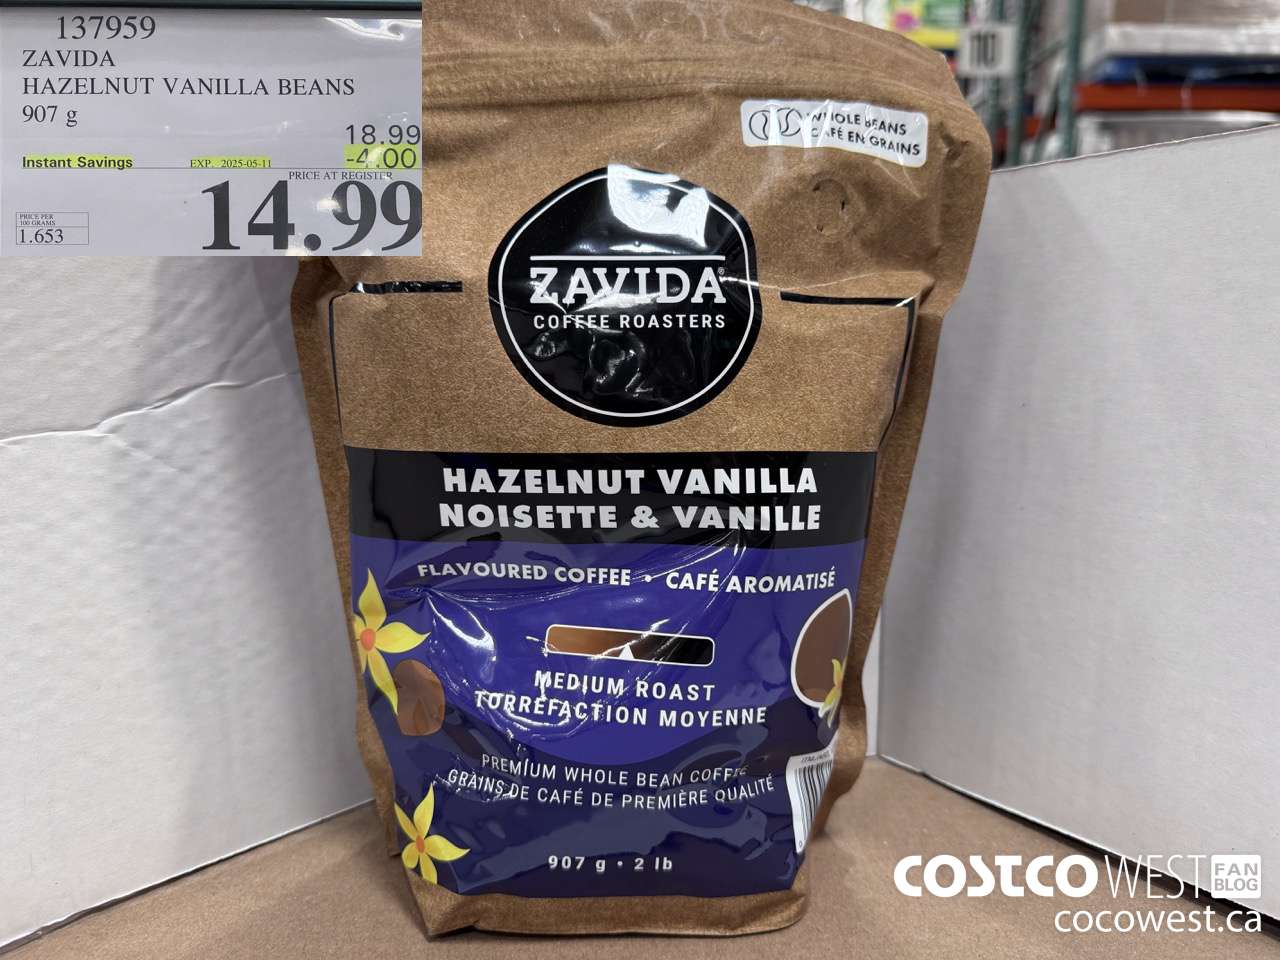 137959
ZAVIDA
HAZELNUT VANILLA BEANS
907 g
18.99
Instant Savings EXP. 2025-05-11 -4.00
PRICE AT REGISTER
14.99
PRICE PER
100 GRAMS
1.653
110
WHOLE BEANS
CAFÉ EN GRAINS
ZAVIDA®
COFFEE ROASTERS
HAZELNUT VANILLA
NOISETTE & VANILLE
FLAVOURED COFFEE • CAFÉ AROMATISÉ
MEDIUM ROAST
TORRÉFACTION MOYENNE
PREMIUM WHOLE BEAN COFFEE
GRAINS DE CAFÉ DE PREMIÈRE QUALITÉ
907 g • 2 lb
COSTCO WEST FAN BLOG
cocowest.ca